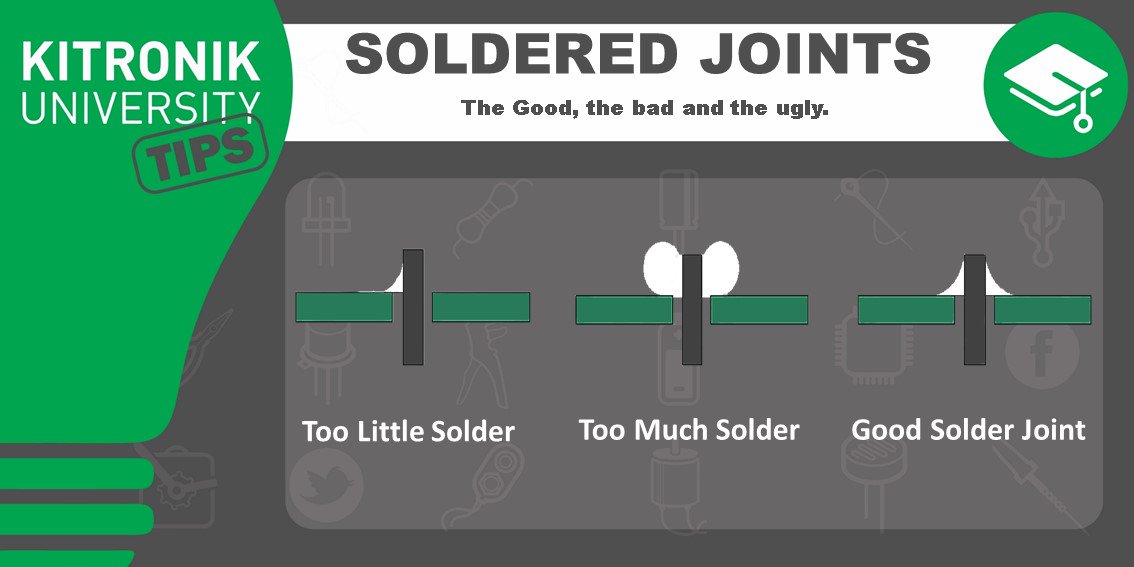 KITRONIK
UNIVERSITY
TIPS
SOLDERED JOINTS
The Good, the bad and the ugly.
Too Little Solder
Too Much Solder
Good Solder Joint